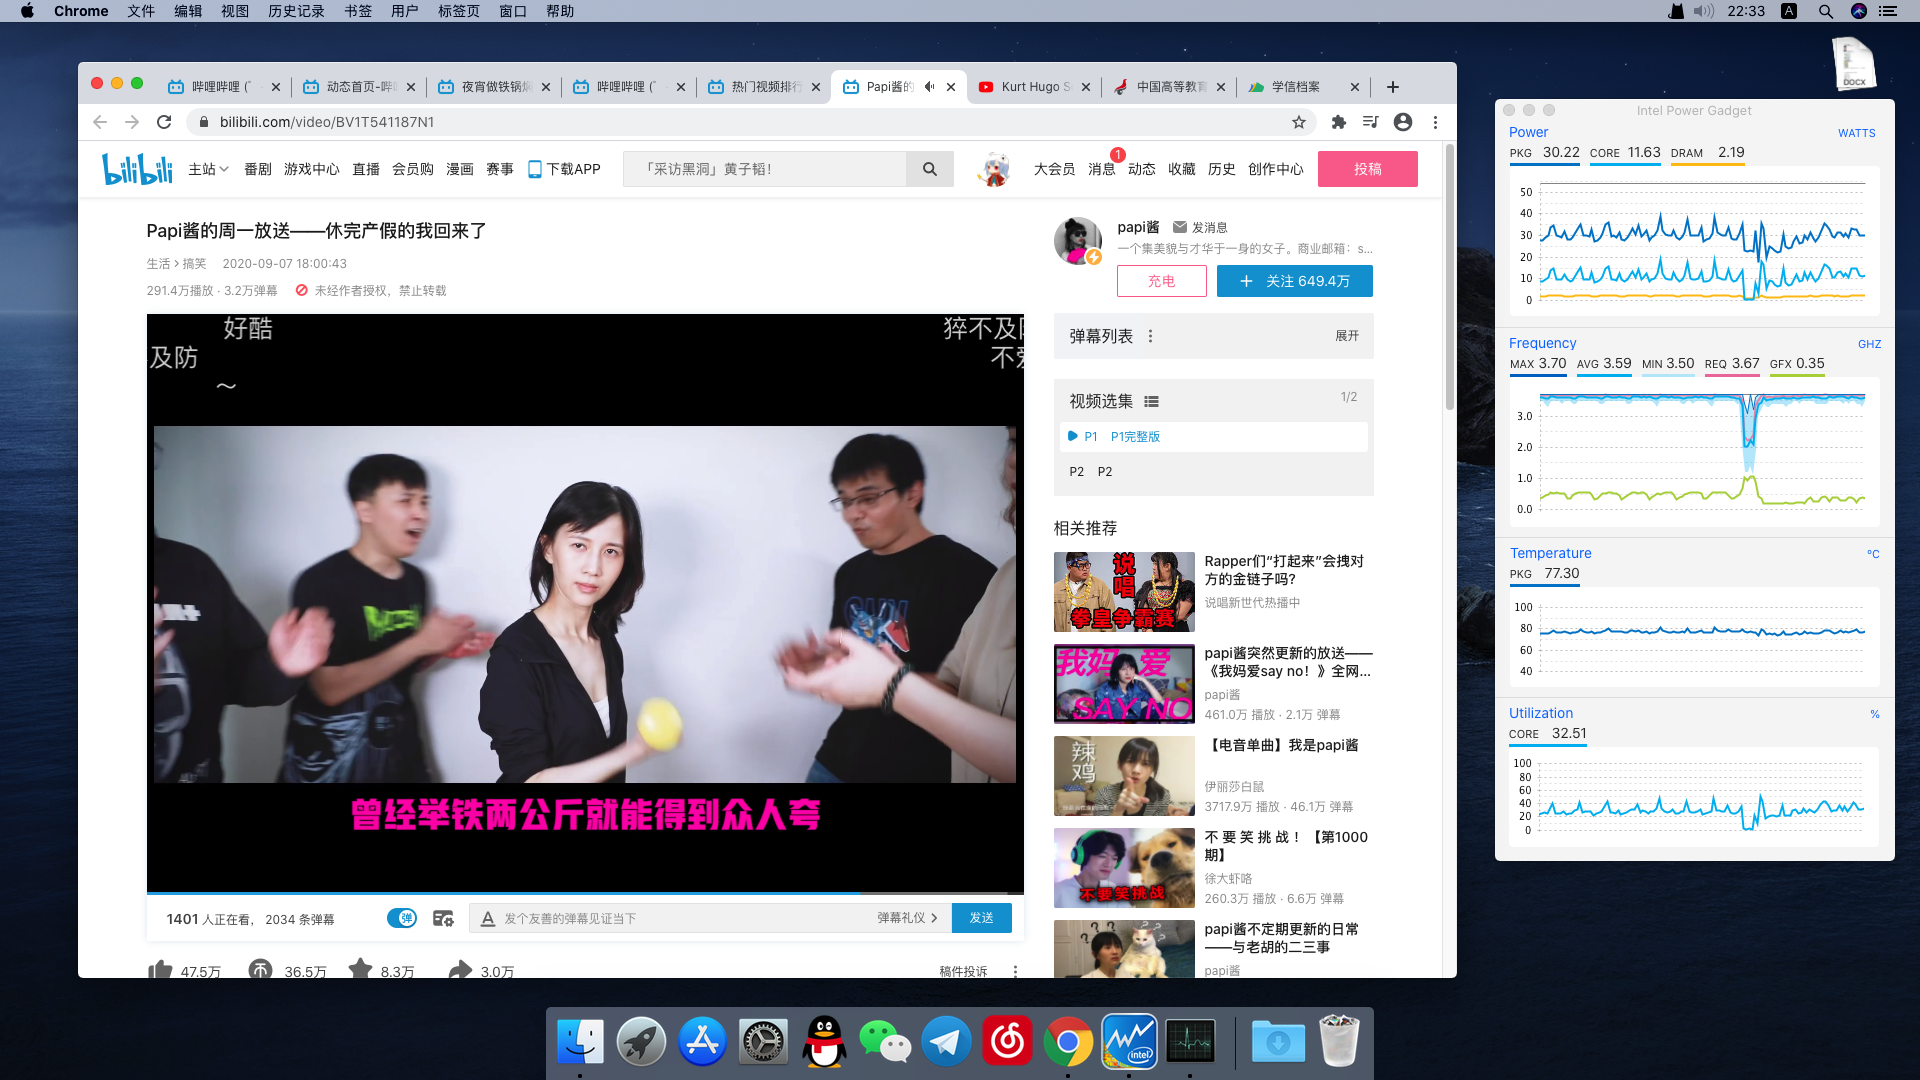 Chrome 文件 编辑 视图 历史记录 书签 用户 标签页 窗口 帮助
22:33 A
DOCX
哔哩哔哩 (˙ 动态首页-哔 夜宵做铁锅焖 哔哩哔哩 (˙ 热门视频排行 Papi酱的 Kurt Hugo S 中国高等教育 学信档案
bilibili.com/video/BV1T541187N1
bilibili 主站 番剧 游戏中心 直播 会员购 漫画 赛事 下载APP 「采访黑洞」黄子韬！ 大会员 消息 1 动态 收藏 历史 创作中心 投稿
Papi酱的周一放送——休完产假的我回来了
生活 > 搞笑 2020-09-07 18:00:43
291.4万播放 · 3.2万弹幕 未经作者授权，禁止转载
papi酱 发消息
一个集美貌与才华于一身的女子。商业邮箱：s...
充电 + 关注 649.4万
好酷
猝不及防
及防
不爱
～
曾经举铁两公斤就能得到众人夸
1401 人正在看， 2034 条弹幕 弹 A 发个友善的弹幕见证当下 弹幕礼仪 > 发送
47.5万 36.5万 8.3万 3.0万 稿件投诉
弹幕列表 展开
视频选集 1/2
P1 P1完整版
P2 P2
相关推荐
说唱
拳皇争霸赛
Rapper们“打起来”会拽对
方的金链子吗?
说唱新世代热播中
我妈爱
SAY NO
papi酱突然更新的放送——
《我妈爱say no！》全网...
papi酱
461.0万 播放 · 2.1万 弹幕
辣鸡
【电音单曲】我是papi酱
伊丽莎白鼠
3717.9万 播放 · 46.1万 弹幕
不要笑挑战
不 要 笑 挑 战 ！【第1000
期】
徐大虾咯
260.3万 播放 · 6.6万 弹幕
? ? ? ?
papi酱不定期更新的日常
——与老胡的二三事
papi酱
Intel Power Gadget
Power WATTS
PKG 30.22 CORE 11.63 DRAM 2.19
50
40
30
20
10
0
Frequency GHZ
MAX 3.70 AVG 3.59 MIN 3.50 REQ 3.67 GFX 0.35
3.0
2.0
1.0
0.0
Temperature ºC
PKG 77.30
100
80
60
40
Utilization %
CORE 32.51
100
80
60
40
20
0
intel